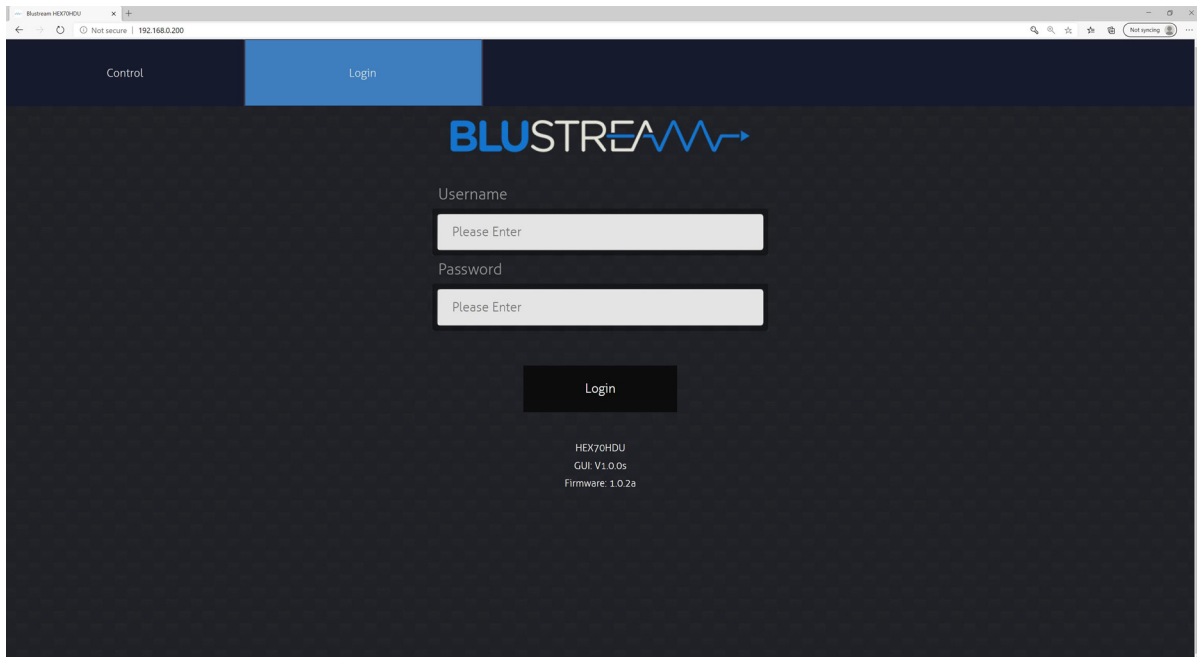 Blustream HEX70HDU
Not secure | 192.168.0.200
Not syncing
Control
Login
BLUSTREAM
Username
Please Enter
Password
Please Enter
Login
HEX70HDU
GUI: V1.0.0s
Firmware: 1.0.2a